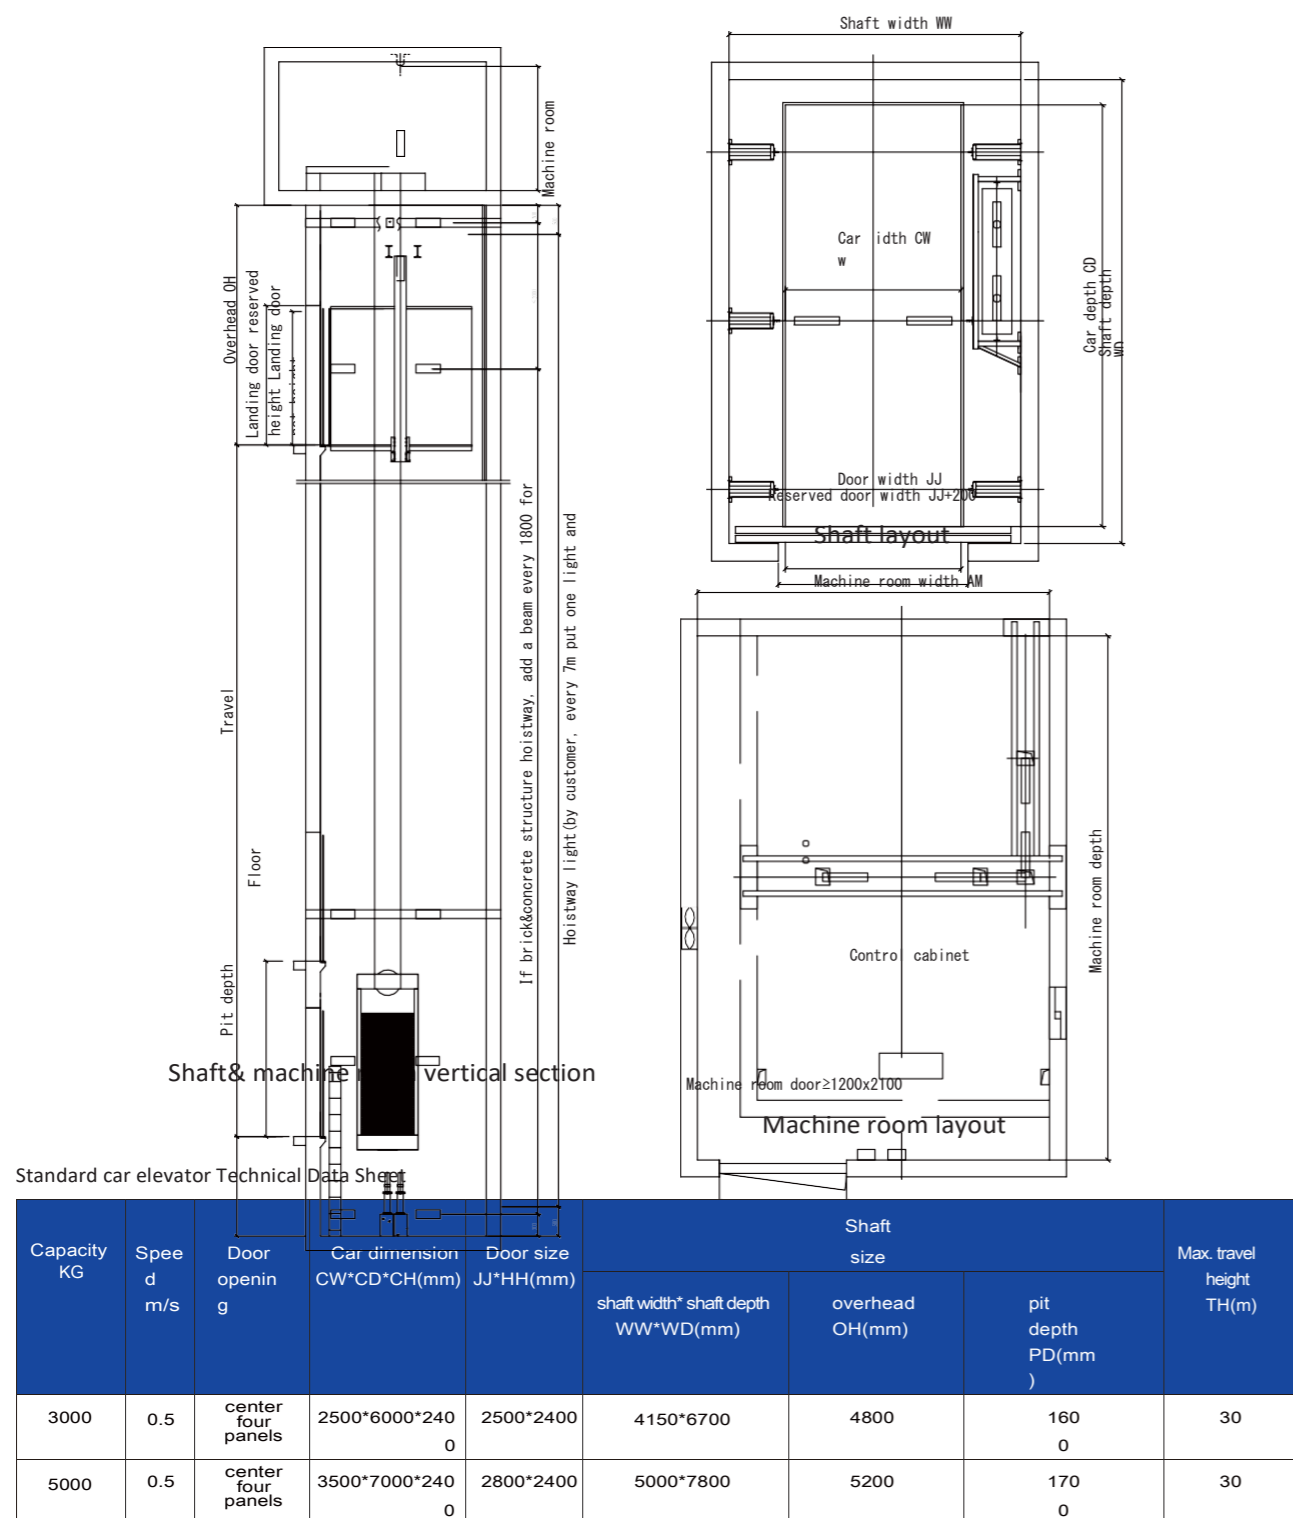 Shaft width WW
Machine room
Overhead OH
Landing door reserved
height Landing door
Car idth CW
w
Car depth CD
Shaft depth
WD
Door width JJ
Reserved door width JJ+200
Shaft layout
Machine room width AM
If brick&concrete structure hoistway, add a beam every 1800 for
Hoistway light(by customer, every 7m put one light and
Travel
Floor
Pit depth
Machine room depth
Control cabinet
Shaft& machine vertical section
Machine room door≥1200x2100
Machine room layout
Standard car elevator Technical Data Sheet
Capacity
KG
Spee
d
m/s
Door
openin
g
Car dimension
CW*CD*CH(mm)
Door size
JJ*HH(mm)
Shaft
size
shaft width* shaft depth
WW*WD(mm)
overhead
OH(mm)
pit
depth
PD(mm
)
Max. travel
height
TH(m)
3000
0.5
center
four
panels
2500*6000*240
0
2500*2400
4150*6700
4800
160
0
30
5000
0.5
center
four
panels
3500*7000*240
0
2800*2400
5000*7800
5200
170
0
30